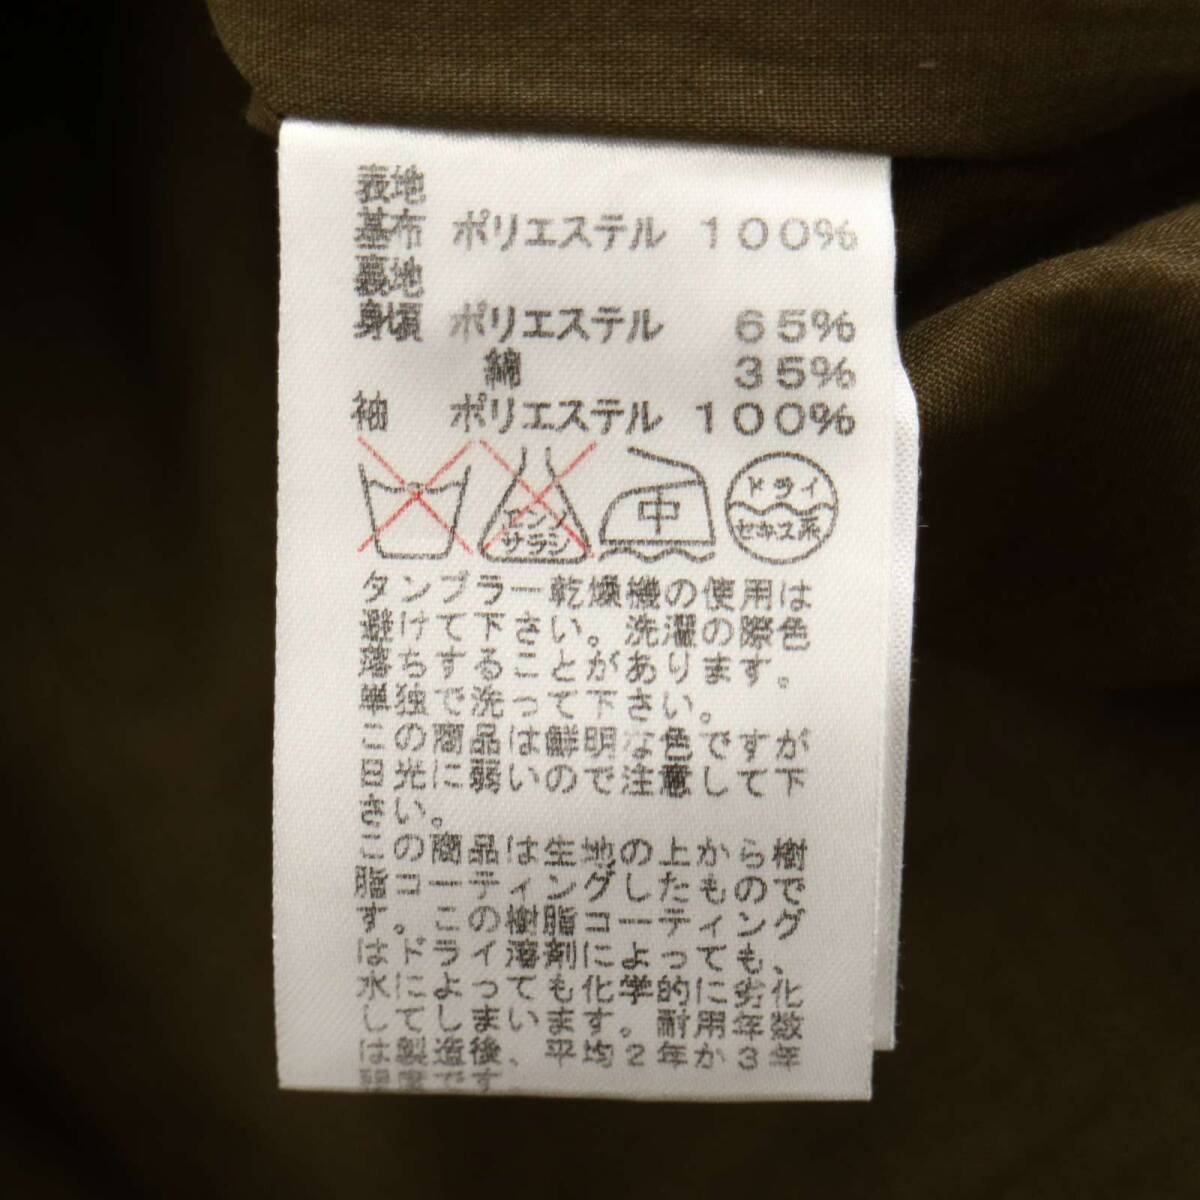 表地
基布 ポリエステル 100%
裏地
身頃 ポリエステル 65%
綿 35%
袖 ポリエステル 100%
エンソサラシ 中 ドライセキユ系
タンブラー乾燥機の使用は
避けて下さい。洗濯の際色
落ちすることがあります。
単独で洗って下さい。
この商品は鮮明な色ですが
日光に弱いので注意して下
さい。
この商品は生地の上から樹
脂コーティングしたもので
す。この樹脂コーティング
は、ドライ溶剤によっても、
水によっても化学的に劣化
してしまいます。耐用年数
は製造後、平均2年か3年
程度です